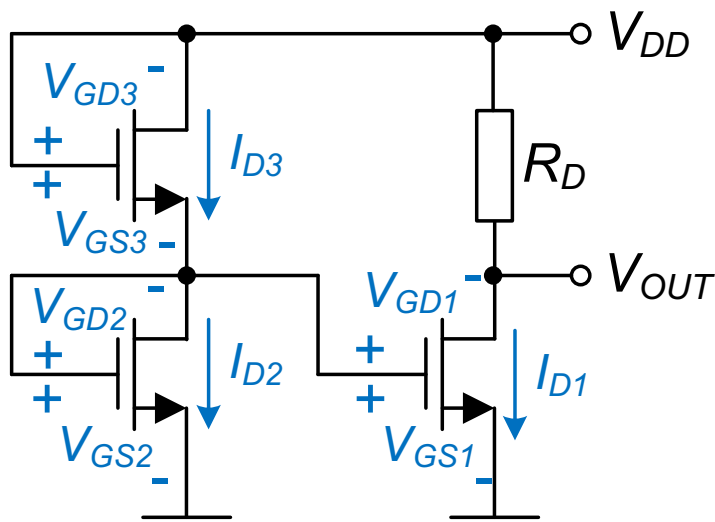 V_DD
V_GD3 -
+
I_D3
R_D
+
V_GS3 -
-
V_GD2
V_OUT
V_GD1 -
+
I_D2
+
I_D1
+
+
V_GS2
V_GS1
-
-